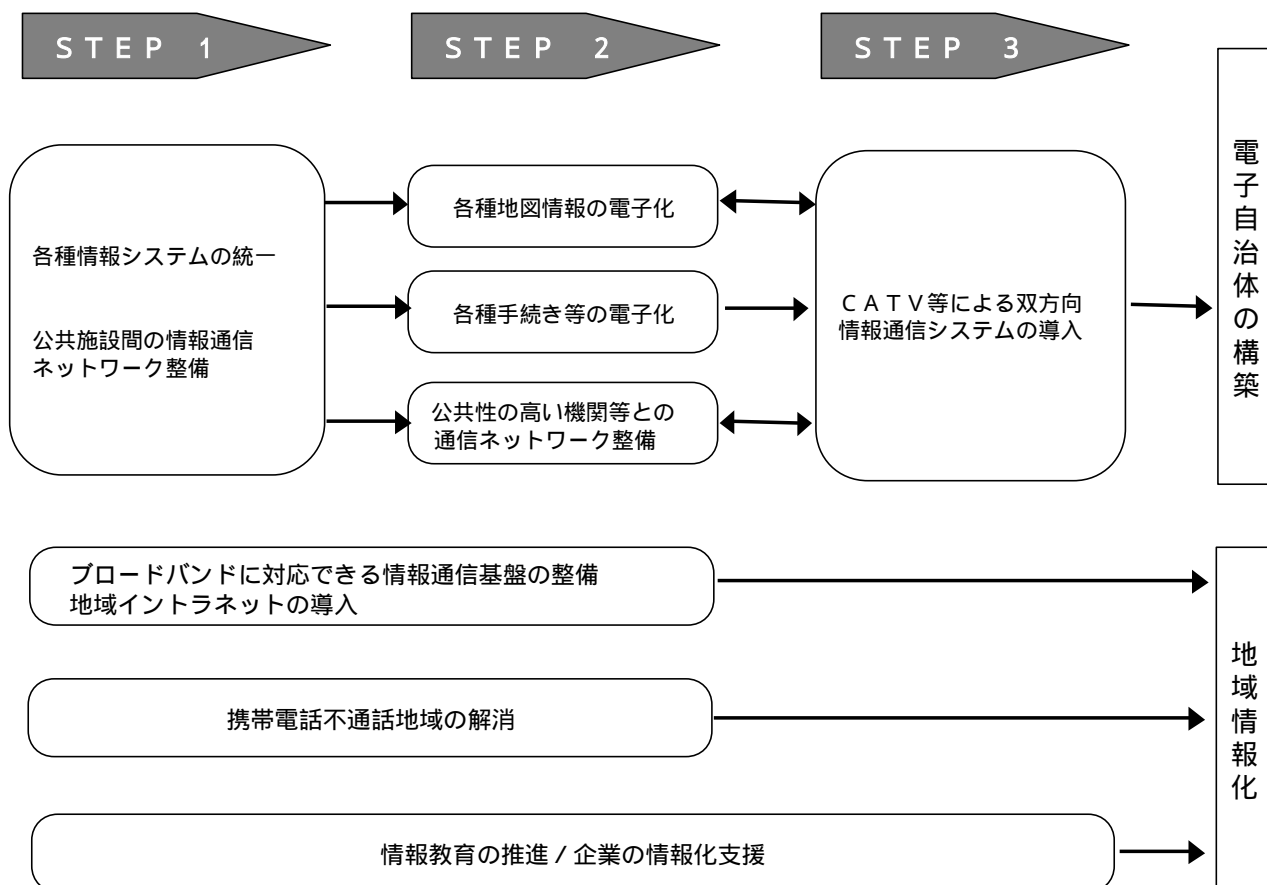 STEP 1
STEP 2
STEP 3
各種情報システムの統一
公共施設間の情報通信
ネットワーク整備
各種地図情報の電子化
各種手続き等の電子化
公共性の高い機関等との
通信ネットワーク整備
CATV等による双方向
情報通信システムの導入
電子自治体の構築
ブロードバンドに対応できる情報通信基盤の整備
地域イントラネットの導入
携帯電話不通話地域の解消
情報教育の推進/企業の情報化支援
地域情報化